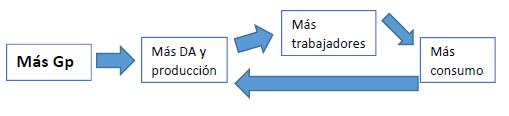 Más Gp
Más DA y
producción
Más
trabajadores
Más
consumo